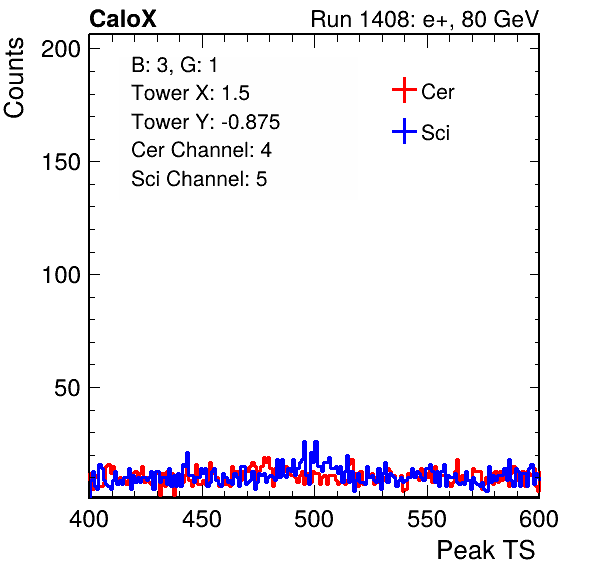 CaloX Run 1408: e+, 80 GeV
Counts
200
150
100
50
B: 3, G: 1
Tower X: 1.5
Tower Y: -0.875
Cer Channel: 4
Sci Channel: 5
Cer
Sci
400 450 500 550 600
Peak TS